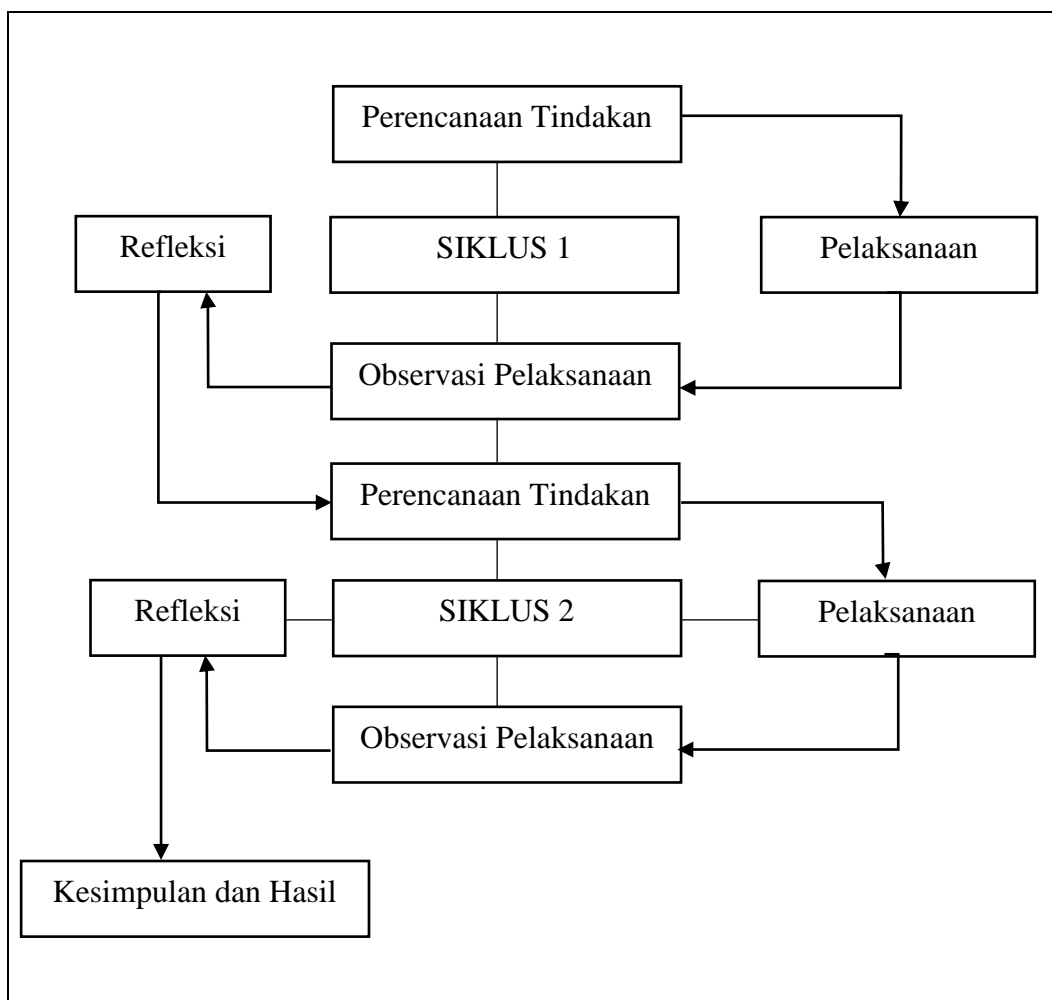 Perencanaan Tindakan
Refleksi
SIKLUS 1
Pelaksanaan
Observasi Pelaksanaan
Perencanaan Tindakan
Refleksi
SIKLUS 2
Pelaksanaan
Observasi Pelaksanaan
Kesimpulan dan Hasil